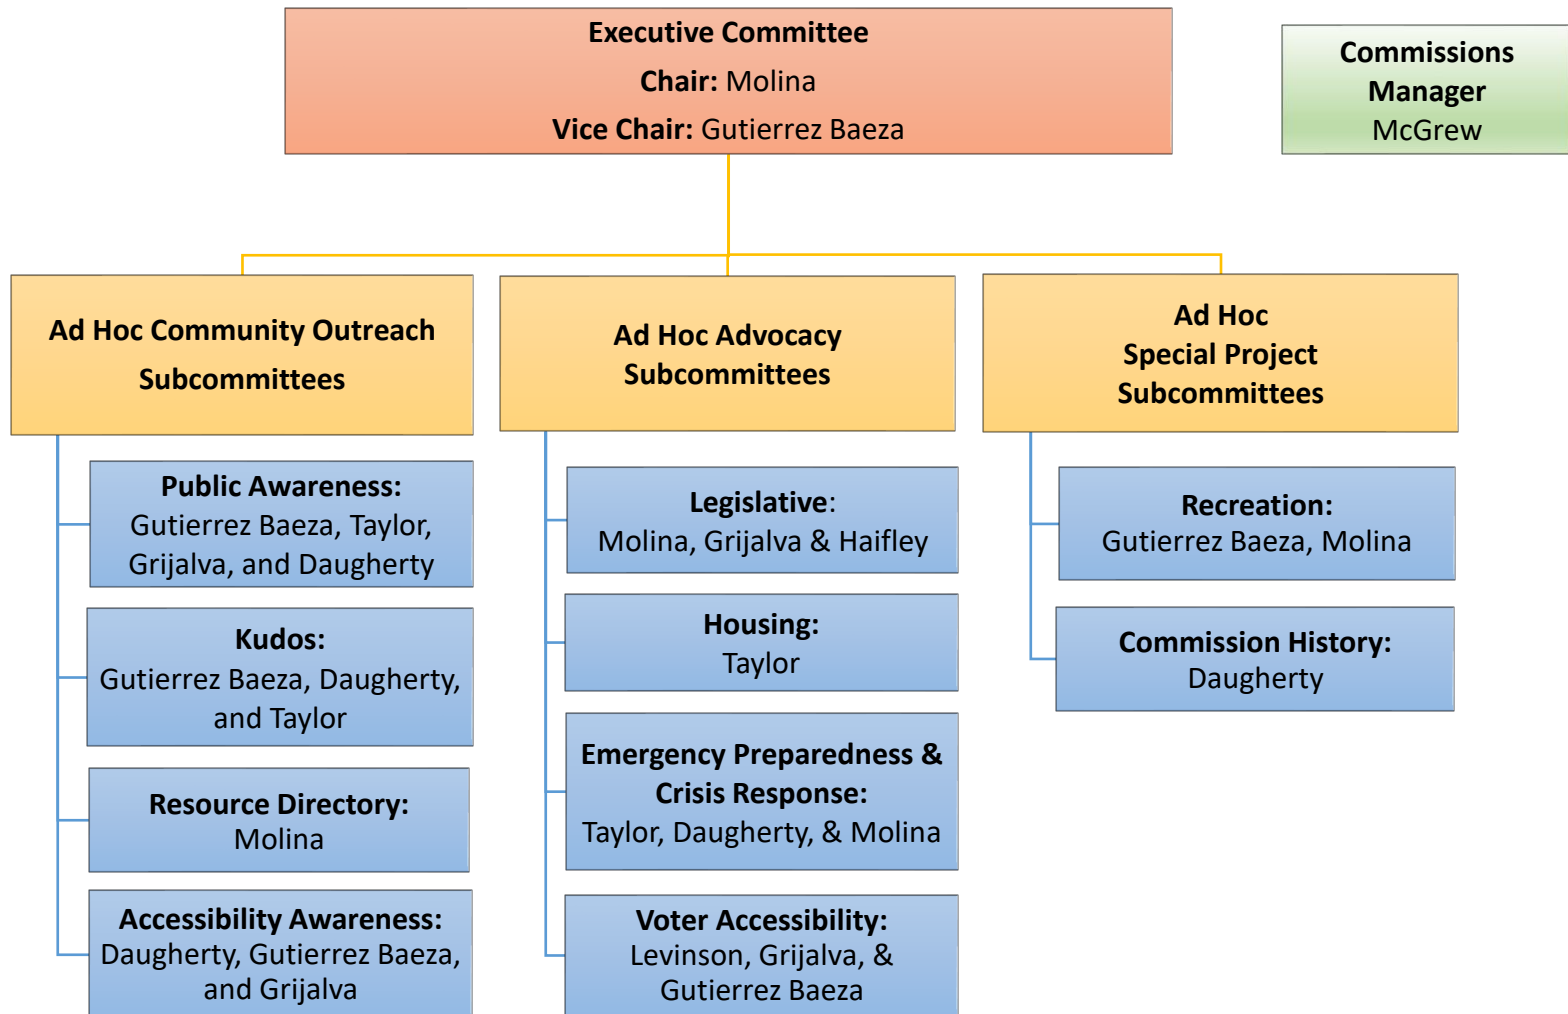 Executive Committee
Chair: Molina
Vice Chair: Gutierrez Baeza
Commissions
Manager
McGrew
Ad Hoc Community Outreach
Subcommittees
Public Awareness:
Gutierrez Baeza, Taylor,
Grijalva, and Daugherty
Kudos:
Gutierrez Baeza, Daugherty,
and Taylor
Resource Directory:
Molina
Accessibility Awareness:
Daugherty, Gutierrez Baeza,
and Grijalva
Ad Hoc Advocacy
Subcommittees
Legislative:
Molina, Grijalva & Haifley
Housing:
Taylor
Emergency Preparedness &
Crisis Response:
Taylor, Daugherty, & Molina
Voter Accessibility:
Levinson, Grijalva, &
Gutierrez Baeza
Ad Hoc
Special Project
Subcommittees
Recreation:
Gutierrez Baeza, Molina
Commission History:
Daugherty